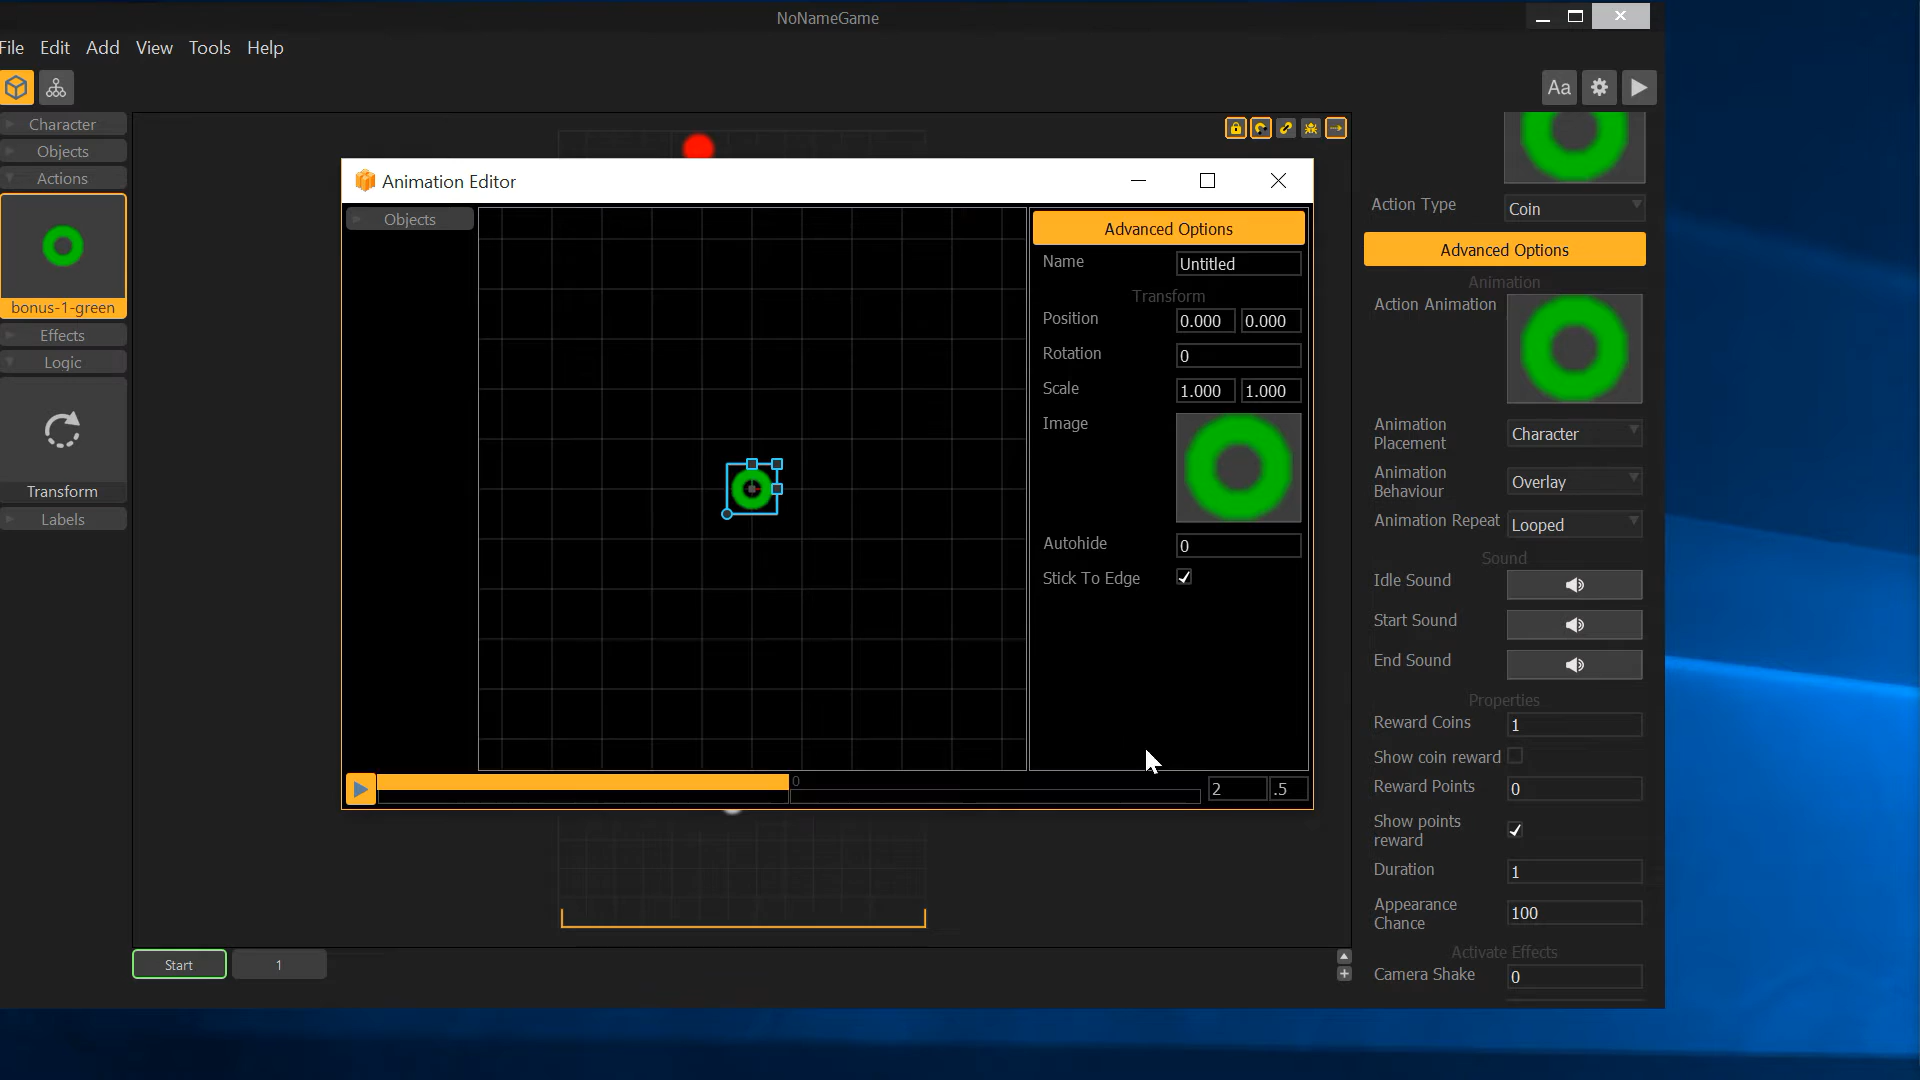 NoNameGame
File Edit Add View Tools Help
Aa
Character
Objects
Actions
bonus-1-green
Effects
Logic
Transform
Labels
Animation Editor
Objects
Advanced Options
Name Untitled
Transform
Position 0.000 0.000
Rotation 0
Scale 1.000 1.000
Image
Autohide 0
Stick To Edge
0
2 .5
Start 1
Action Type Coin
Advanced Options
Animation
Action Animation
Animation
Placement Character
Animation
Behaviour Overlay
Animation Repeat Looped
Sound
Idle Sound
Start Sound
End Sound
Properties
Reward Coins 1
Show coin reward
Reward Points 0
Show points
reward
Duration 1
Appearance
Chance 100
Activate Effects
Camera Shake 0